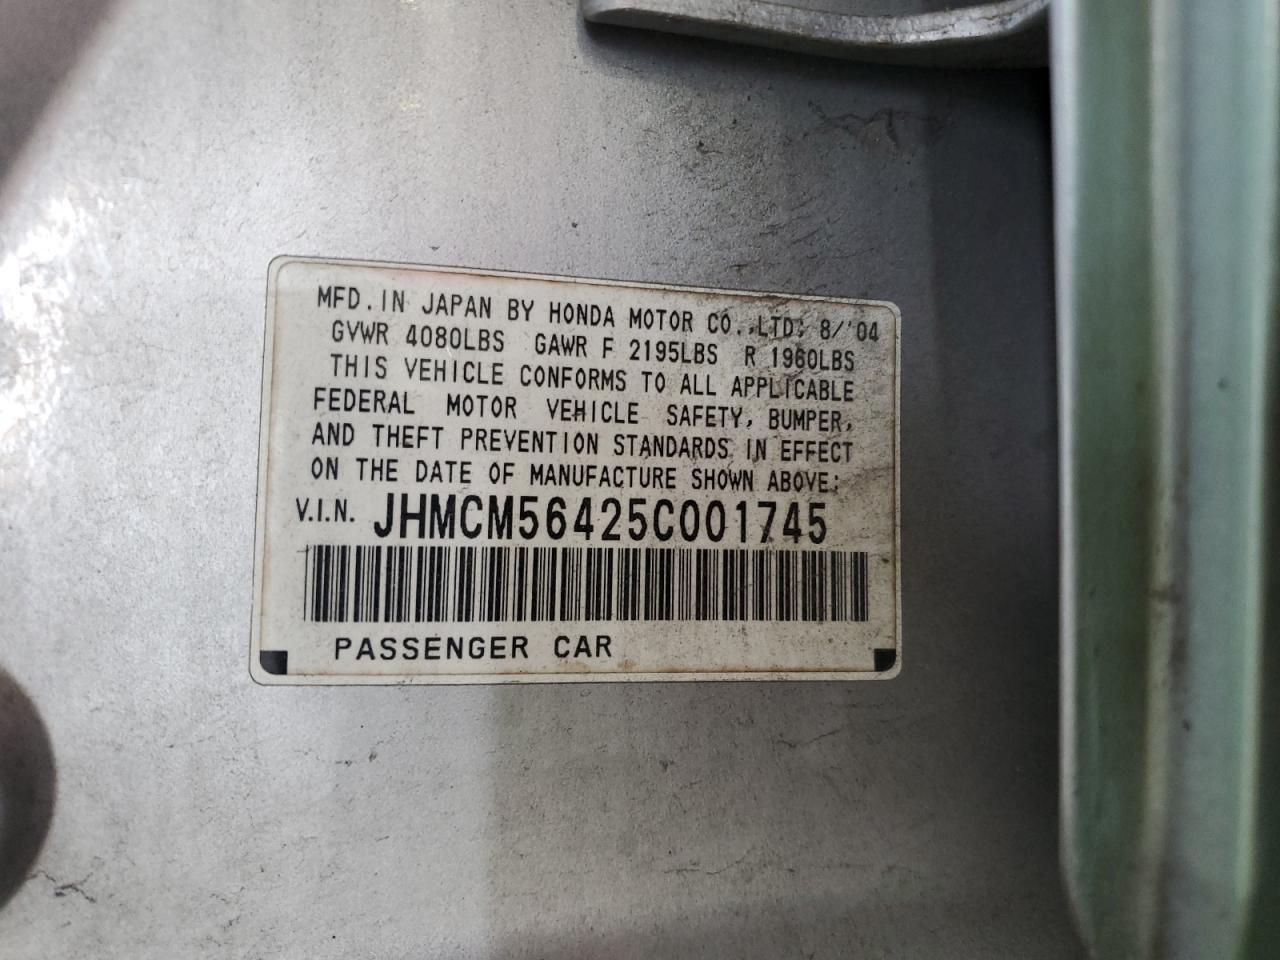 MFD. IN JAPAN BY HONDA MOTOR CO., LTD: 8/'04
GVWR 4080LBS GAWR F 2195LBS R 1960LBS
THIS VEHICLE CONFORMS TO ALL APPLICABLE
FEDERAL MOTOR VEHICLE SAFETY, BUMPER,
AND THEFT PREVENTION STANDARDS IN EFFECT
ON THE DATE OF MANUFACTURE SHOWN ABOVE:
V.I.N. JHMCM56425C001745
PASSENGER CAR